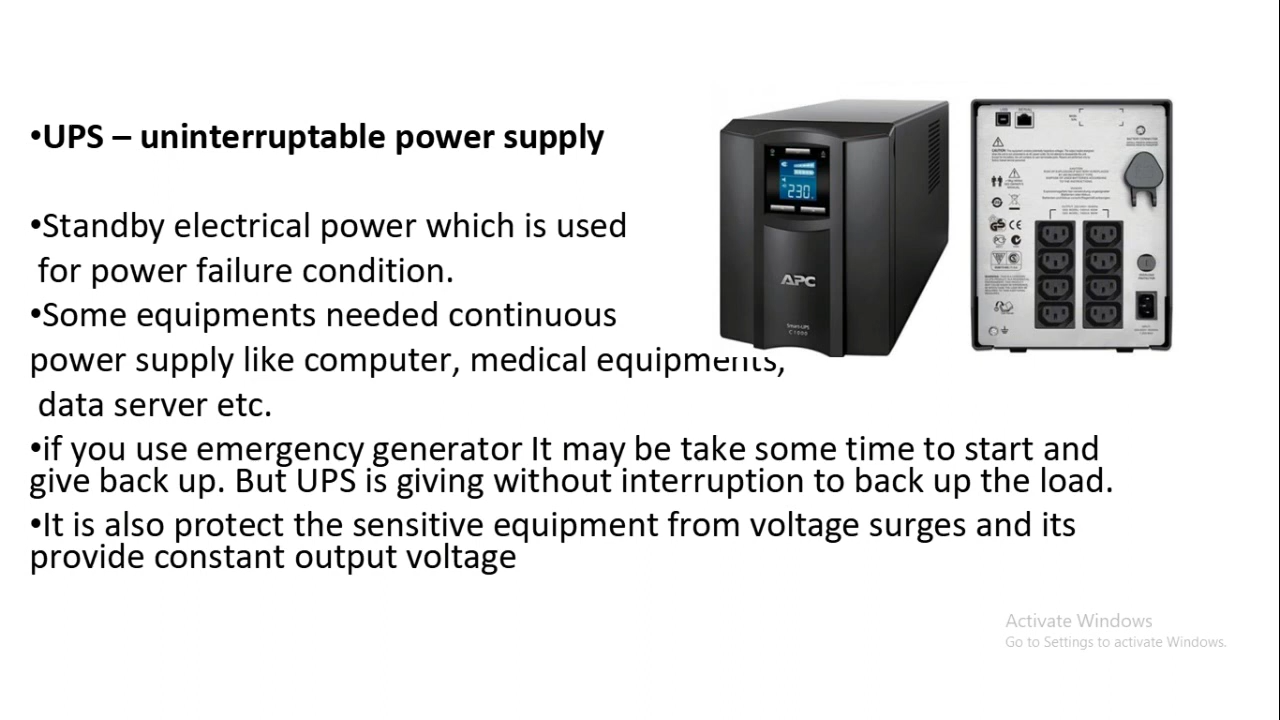 •UPS – uninterruptable power supply
•Standby electrical power which is used
for power failure condition.
•Some equipments needed continuous
power supply like computer, medical equipments,
data server etc.
•if you use emergency generator It may be take some time to start and
give back up. But UPS is giving without interruption to back up the load.
•It is also protect the sensitive equipment from voltage surges and its
provide constant output voltage
230
APC
Smart-UPS
C 1000
Activate Windows
Go to Settings to activate Windows.